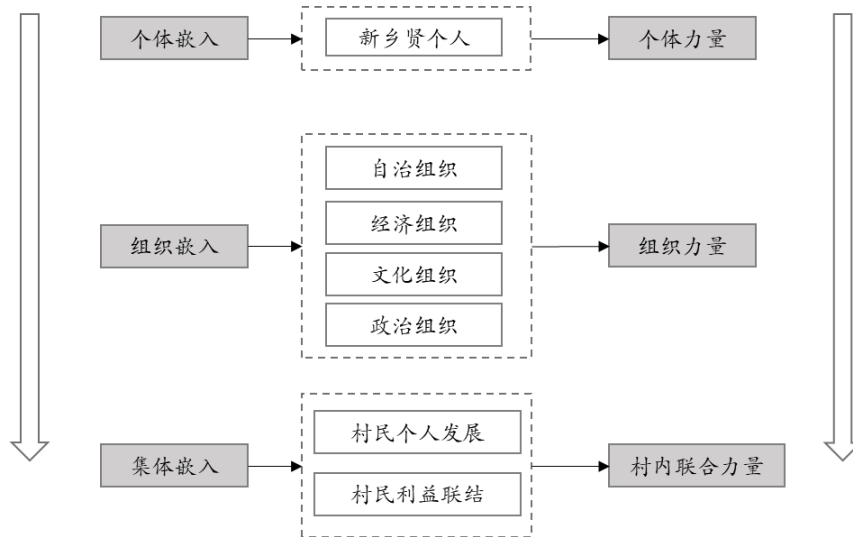 个体嵌入
新乡贤个人
个体力量
自治组织
经济组织
组织嵌入
组织力量
文化组织
政治组织
村民个人发展
集体嵌入
村内联合力量
村民利益联结